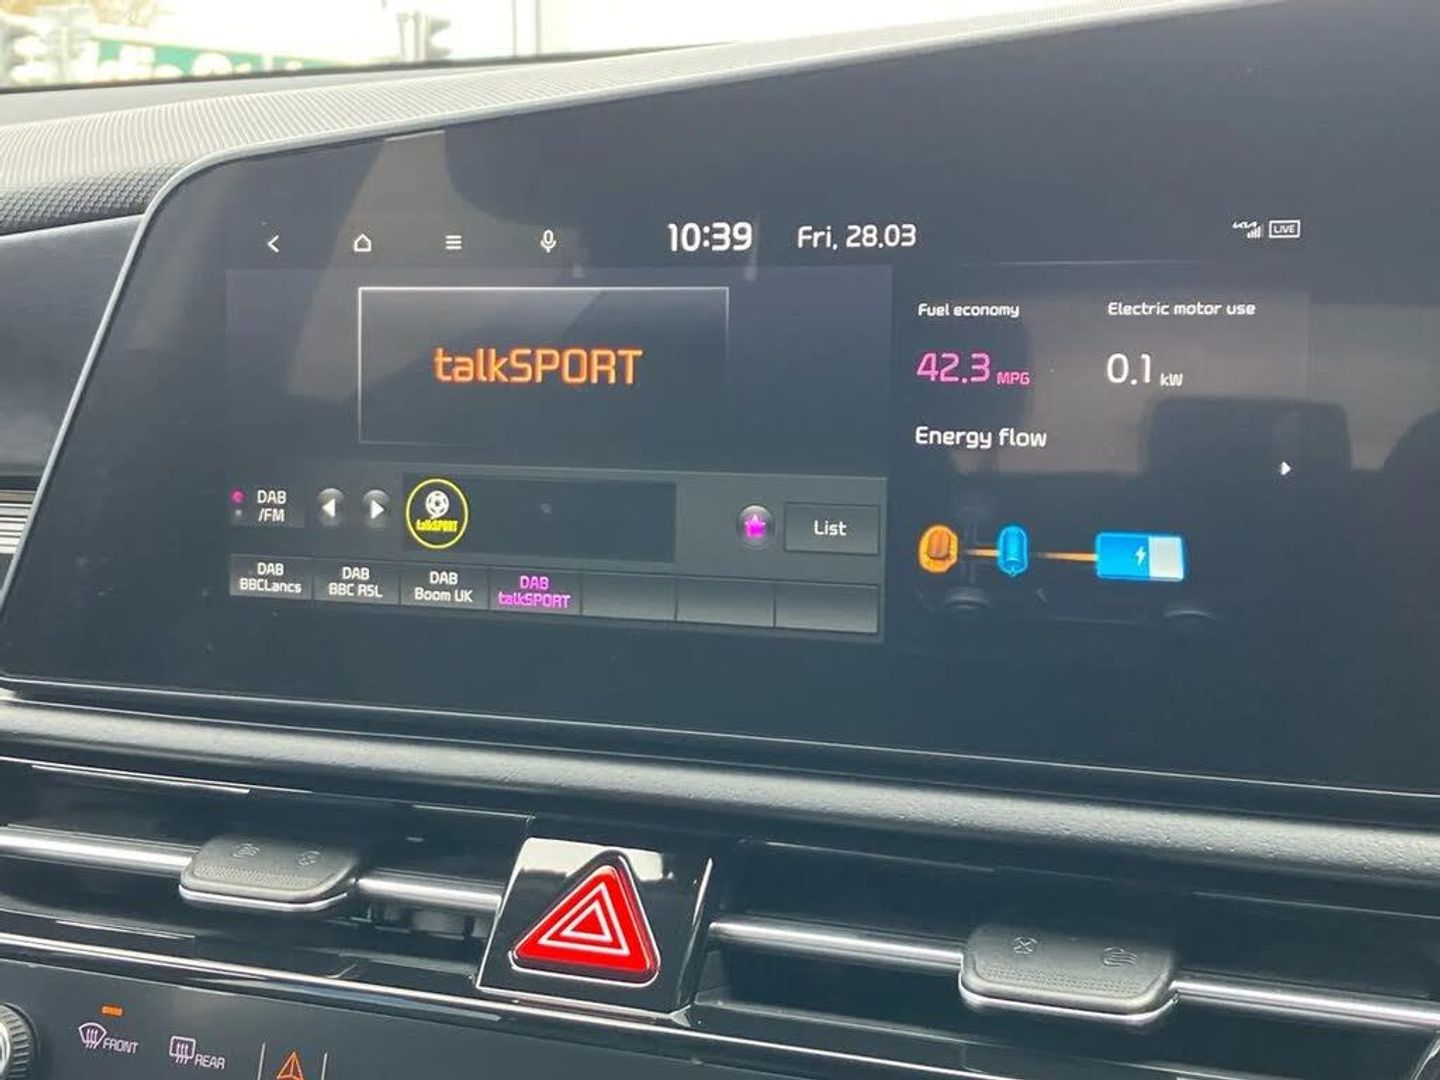 10:39 Fri, 28.03
LIVE
talkSPORT
Fuel economy Electric motor use
42.3 MPG 0.1 kW
Energy flow
DAB
/FM
talkSPORT
List
DAB
BBCLancs
DAB
BBC R5L
DAB
Boom UK
DAB
talkSPORT
FRONT
REAR